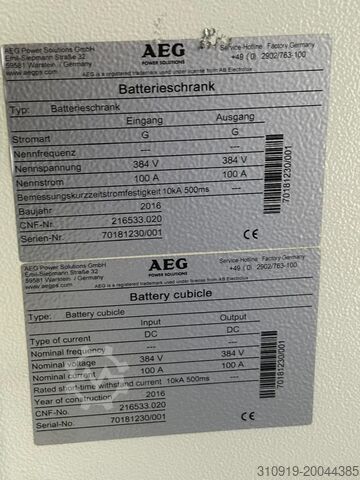 AEG Power Solutions GmbH
Emil-Siepmann Straße 32
59581 Warstein / Germany
www.aegps.com
AEG
POWER SOLUTIONS
Service-Hotline Factory Germany
+49 (0) 2902/763-100
AEG is a registered trademark used under license from AB Electrolux
Batterieschrank
Typ: Batterieschrank
Eingang Ausgang
Stromart G G
Nennfrequenz --- ---
Nennspannung 384 V 384 V
Nennstrom 100 A 100 A
Bemessungskurzzeitstromfestigkeit 10kA 500ms
Baujahr 2016
CNF-Nr. 216533.020
Serien-Nr. 70181230/001
70181230/001
CE
AEG Power Solutions GmbH
Emil-Siepmann Straße 32
59581 Warstein / Germany
www.aegps.com
AEG
POWER SOLUTIONS
Service Hotline Factory Germany
+49 (0) 2902/763-100
AEG is a registered trademark used under license from AB Electrolux
Battery cubicle
Type: Battery cubicle
Input Output
Type of current DC DC
Nominal frequency --- ---
Nominal voltage 384 V 384 V
Nominal current 100 A 100 A
Rated short-time withstand current 10kA 500ms
Year of construction 2016
CNF-No. 216533.020
Serial-No. 70181230/001
70181230/001
CE
310919-20044385